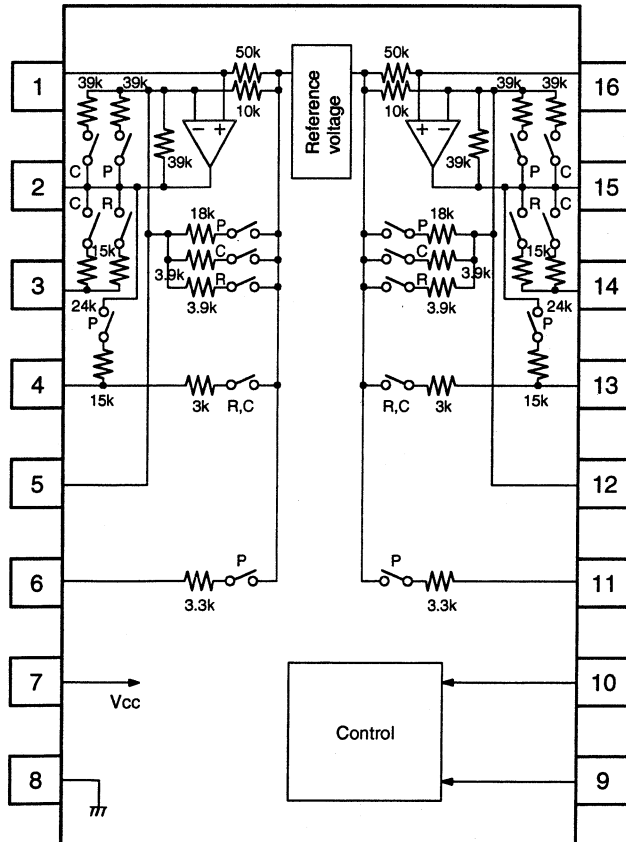 50k 50k
1 16
39k 39k 39k 39k
10k Reference voltage 10k
− + + −
39k 39k
C P P C
2 15
C R R C
18k P P 18k
15k 15k
C C
3.9k 3.9k
3 R R 14
24k 3.9k 3.9k 24k
P P
4 13
15k 3k R,C R,C 3k 15k
5 12
P P
6 11
3.3k 3.3k
7 10
Vcc
Control
8 9